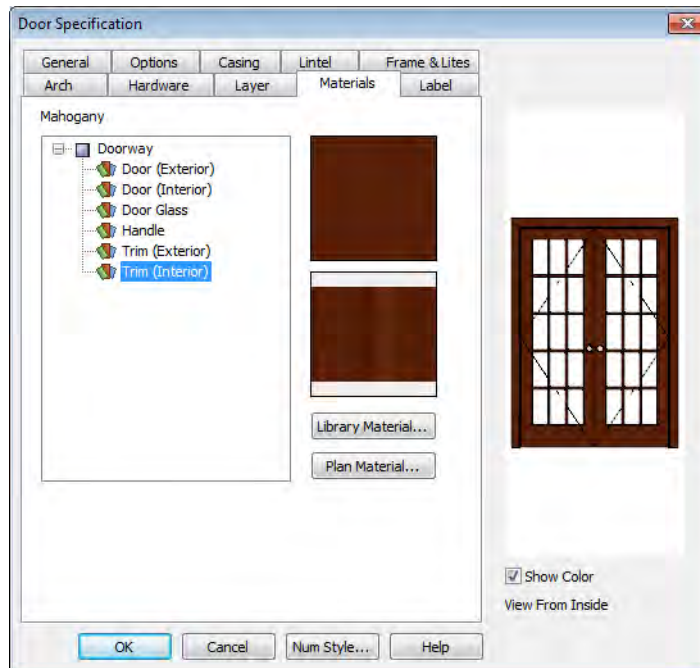 Door Specification
General Options Casing Lintel Frame & Lites
Arch Hardware Layer Materials Label
Mahogany
Doorway
Door (Exterior)
Door (Interior)
Door Glass
Handle
Trim (Exterior)
Trim (Interior)
Library Material...
Plan Material...
Show Color
View From Inside
OK Cancel Num Style... Help